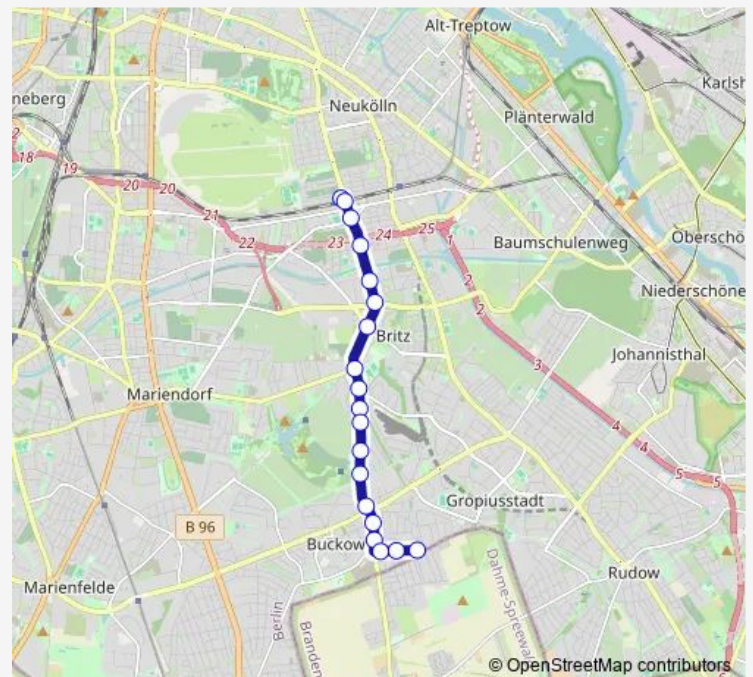 Alt-Treptow
Karlsh
neberg
Neukölln
Plänterwald
18
19
20
20
21
22
23
24
25
1
Baumschulenweg
Oberschö
2
2
Niederschöne
Britz
3
Johannisthal
Mariendorf
4
4
5
5
B 96
Gropiusstadt
Buckow
Marienfelde
Rudow
Berlin
Branden
Dahme-Spreewal
© OpenStreetMap contributors